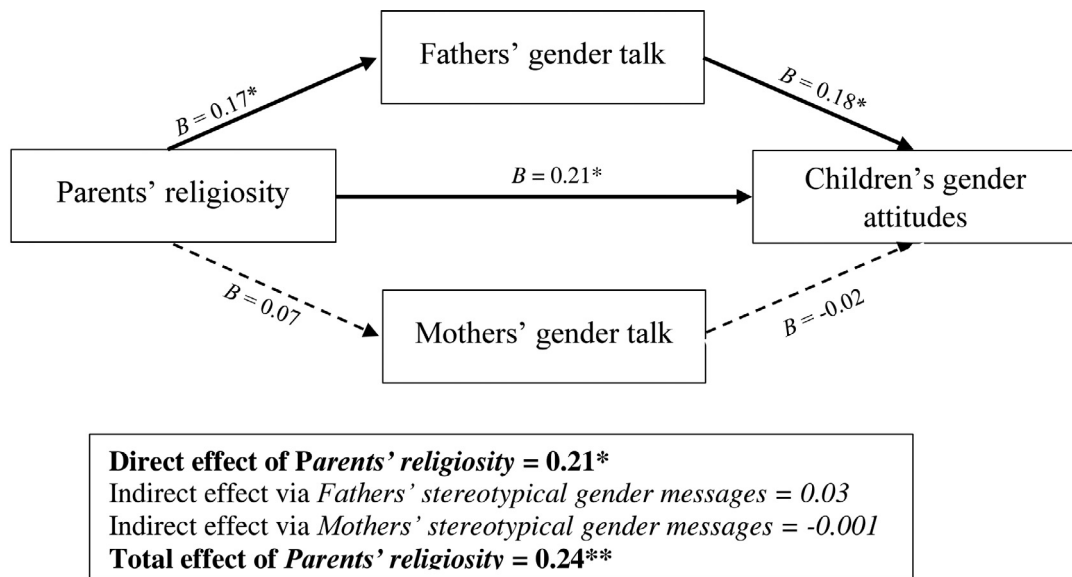 Fathers’ gender talk
B = 0.17*
B = 0.18*
Parents’ religiosity
B = 0.21*
Children’s gender
attitudes
B = 0.07
B = -0.02
Mothers’ gender talk
Direct effect of Parents’ religiosity = 0.21*
Indirect effect via Fathers’ stereotypical gender messages = 0.03
Indirect effect via Mothers’ stereotypical gender messages = -0.001
Total effect of Parents’ religiosity = 0.24**